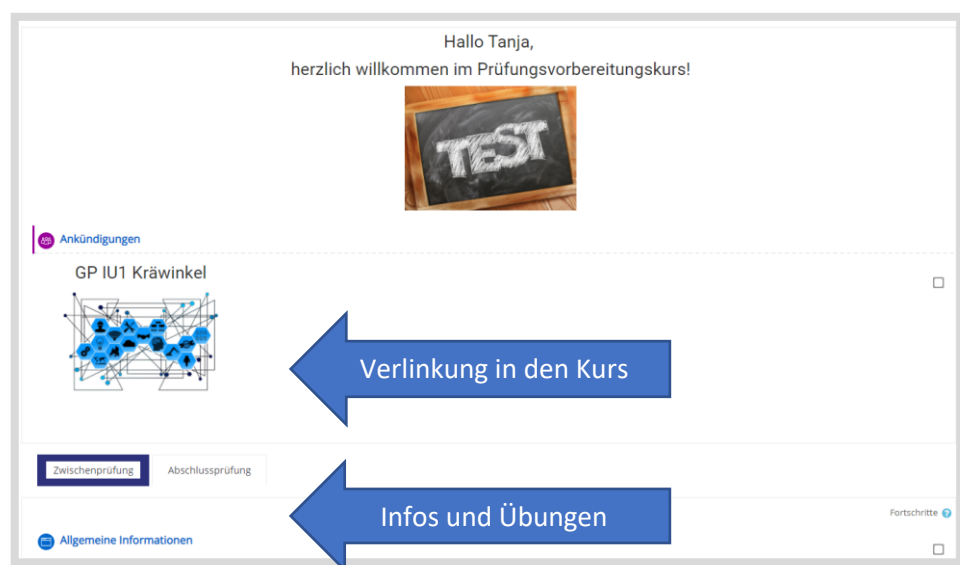 Hallo Tanja,
herzlich willkommen im Prüfungsvorbereitungskurs!
TEST
Ankündigungen
GP IU1 Kräwinkel
Verlinkung in den Kurs
Zwischenprüfung Abschlussprüfung
Infos und Übungen
Fortschritte
Allgemeine Informationen